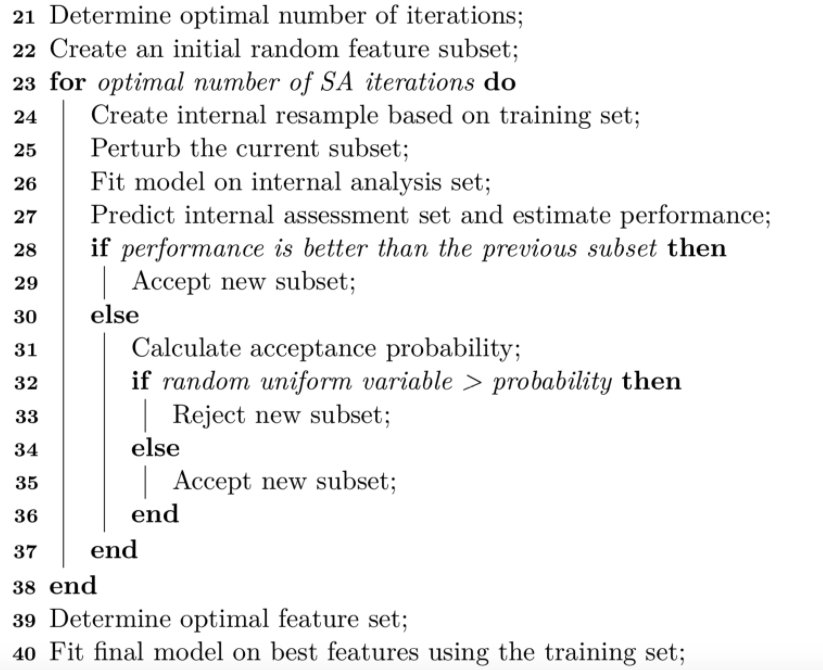 21 Determine optimal number of iterations;
22 Create an initial random feature subset;
23 for optimal number of SA iterations do
24 Create internal resample based on training set;
25 Perturb the current subset;
26 Fit model on internal analysis set;
27 Predict internal assessment set and estimate performance;
28 if performance is better than the previous subset then
29 Accept new subset;
30 else
31 Calculate acceptance probability;
32 if random uniform variable > probability then
33 Reject new subset;
34 else
35 Accept new subset;
36 end
37 end
38 end
39 Determine optimal feature set;
40 Fit final model on best features using the training set;